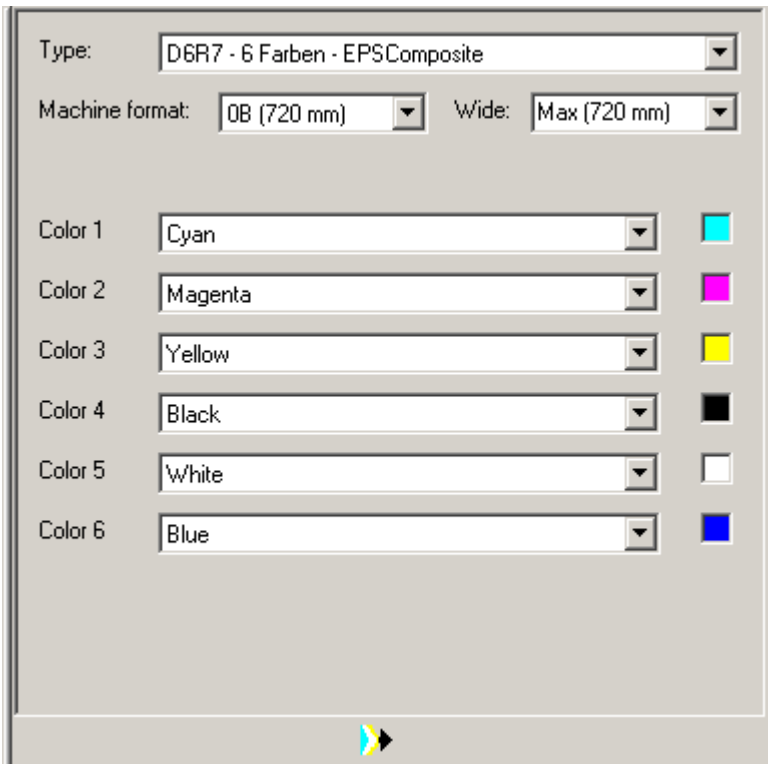 Type: D6R7 - 6 Farben - EPSComposite
Machine format: 0B (720 mm) Wide: Max (720 mm)
Color 1 Cyan
Color 2 Magenta
Color 3 Yellow
Color 4 Black
Color 5 White
Color 6 Blue